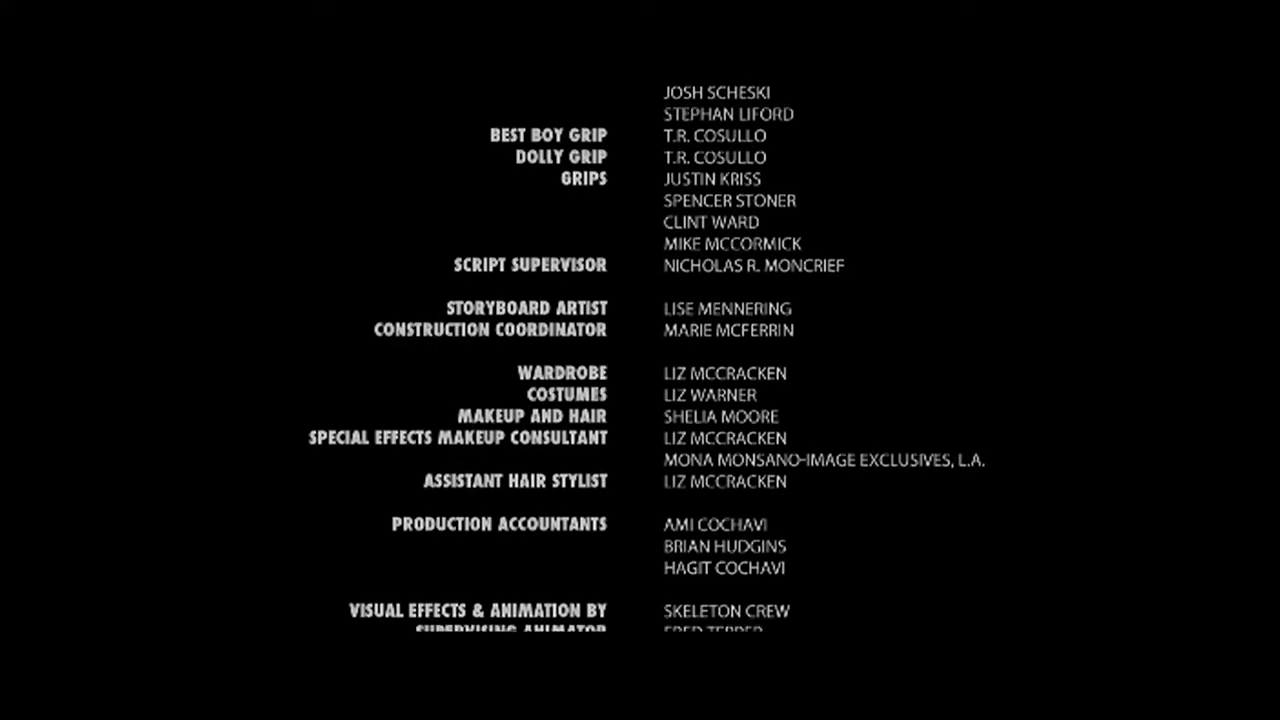 JOSH SCHESKI
STEPHAN LIFORD
BEST BOY GRIP T.R. COSULLO
DOLLY GRIP T.R. COSULLO
GRIPS JUSTIN KRISS
SPENCER STONER
CLINT WARD
MIKE MCCORMICK
SCRIPT SUPERVISOR NICHOLAS R. MONCRIEF
STORYBOARD ARTIST LISE MENNERING
CONSTRUCTION COORDINATOR MARIE MCFERRIN
WARDROBE LIZ MCCRACKEN
COSTUMES LIZ WARNER
MAKEUP AND HAIR SHELIA MOORE
SPECIAL EFFECTS MAKEUP CONSULTANT LIZ MCCRACKEN
MONA MONSANO-IMAGE EXCLUSIVES, L.A.
ASSISTANT HAIR STYLIST LIZ MCCRACKEN
PRODUCTION ACCOUNTANTS AMI COCHAVI
BRIAN HUDGINS
HAGIT COCHAVI
VISUAL EFFECTS & ANIMATION BY SKELETON CREW
SUPERVISING ANIMATOR FRED